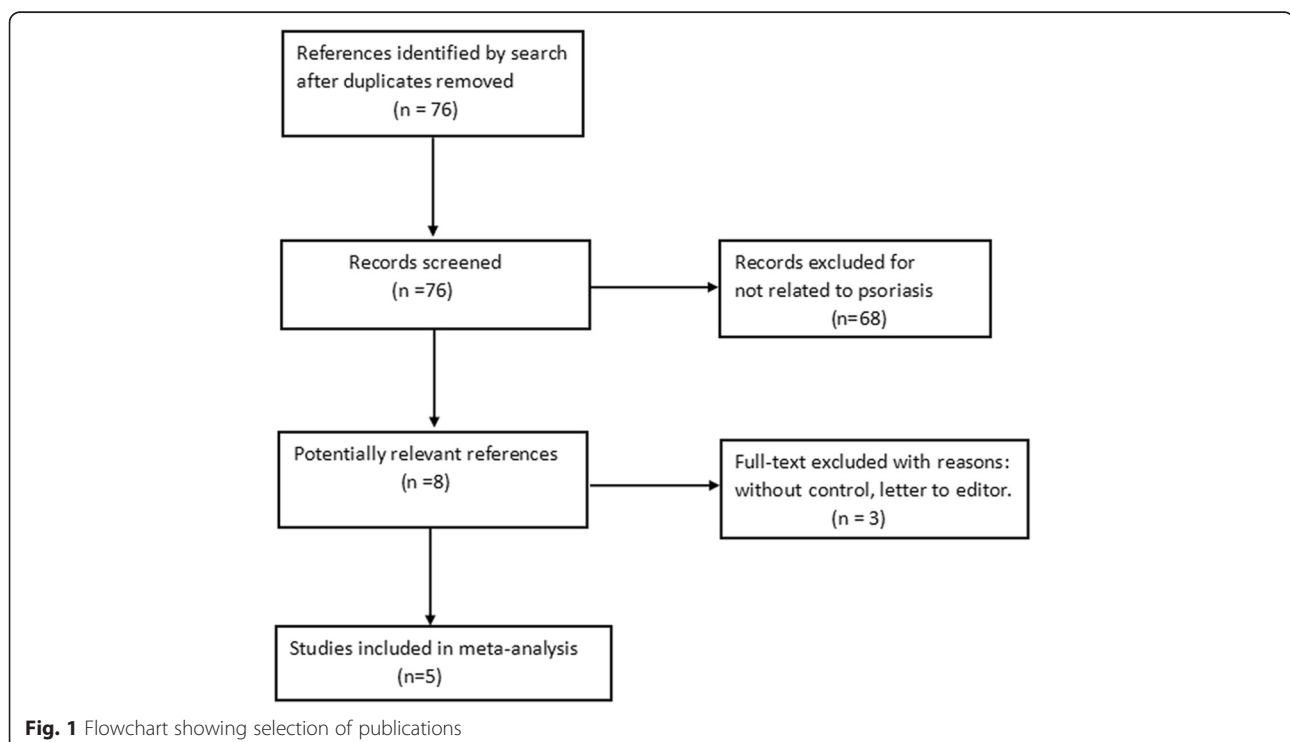 References identified by search
after duplicates removed
(n = 76)
Records screened
(n =76)
Records excluded for
not related to psoriasis
(n=68)
Potentially relevant references
(n =8)
Full-text excluded with reasons:
without control, letter to editor.
(n = 3)
Studies included in meta-analysis
(n=5)
Fig. 1 Flowchart showing selection of publications